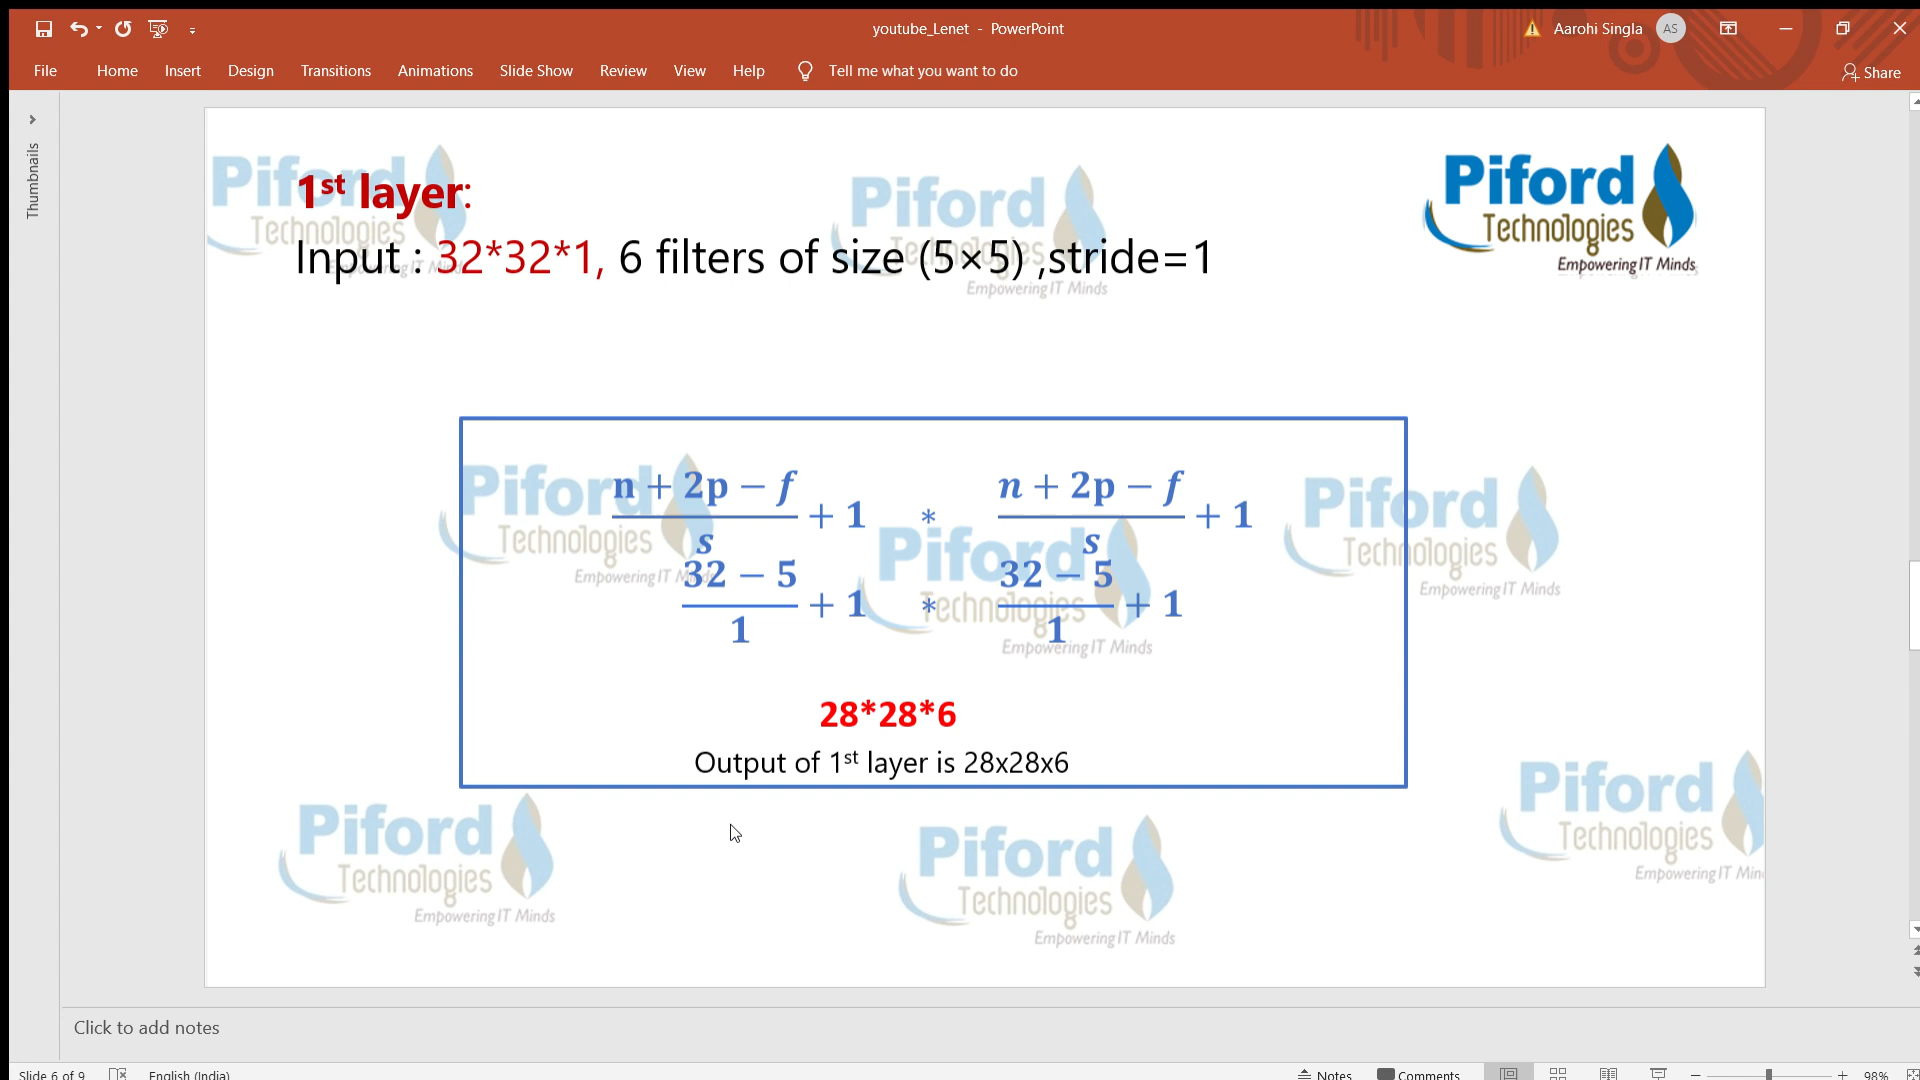 youtube_Lenet - PowerPoint
Aarohi Singla AS
File Home Insert Design Transitions Animations Slide Show Review View Help Tell me what you want to do
Share
Thumbnails
Piford
Technologies
Empowering IT Minds
1st layer:
Input : 32*32*1, 6 filters of size (5×5) ,stride=1
n + 2p − f / s + 1 * n + 2p − f / s + 1
32 − 5 / 1 + 1 * 32 − 5 / 1 + 1
28*28*6
Output of 1st layer is 28x28x6
Click to add notes
Slide 6 of 9 English (India) Notes Comments 98%